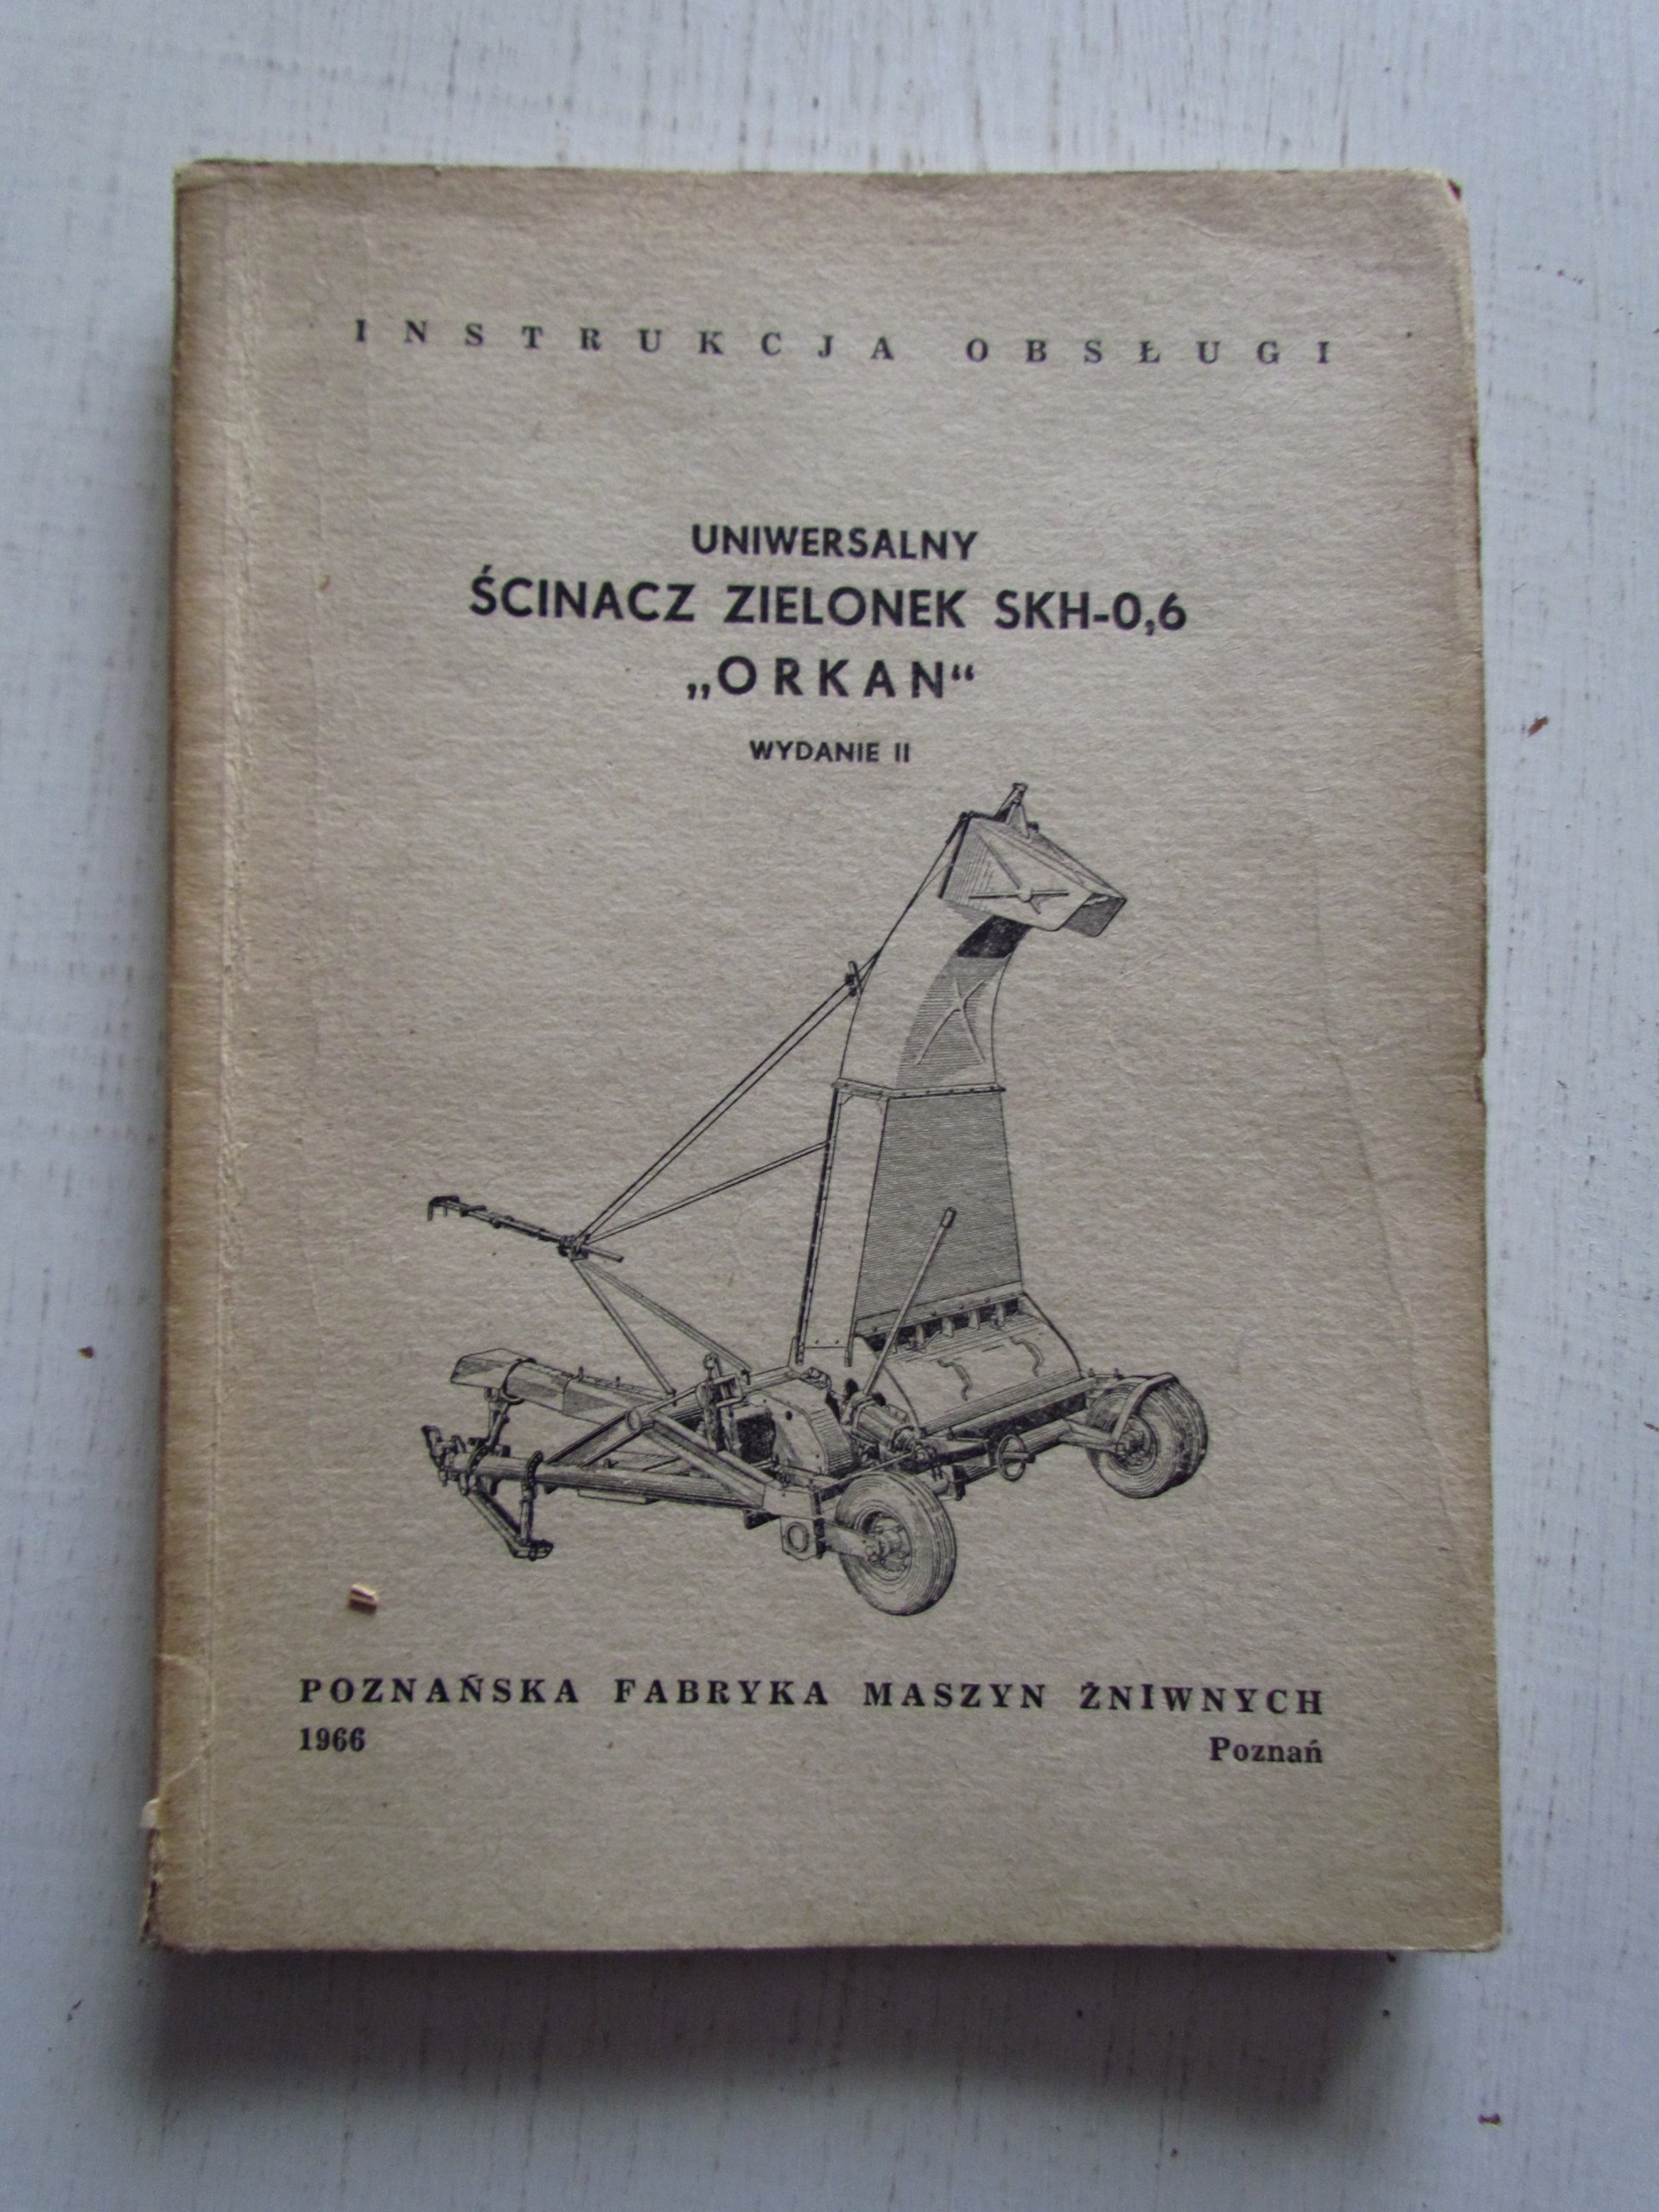 INSTRUKCJA OBSŁUGI
UNIWERSALNY
ŚCINACZ ZIELONEK SKH-0,6
„ORKAN“
WYDANIE II
POZNAŃSKA FABRYKA MASZYN ŻNIWNYCH
1966 Poznań